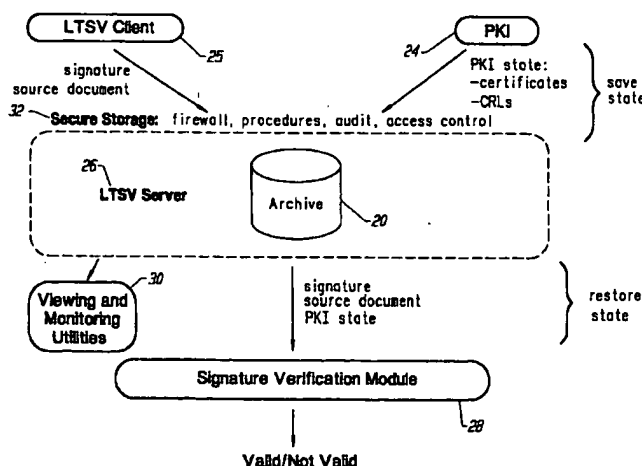 LTSV Client
25
PKI
24
signature
source document
PKI state:
-certificates
-CRLs
save
state
32
Secure Storage: firewall, procedures, audit, access control
26
LTSV Server
Archive
20
30
Viewing and
Monitoring
Utilities
signature
source document
PKI state
restore
state
Signature Verification Module
28
Valid/Not Valid